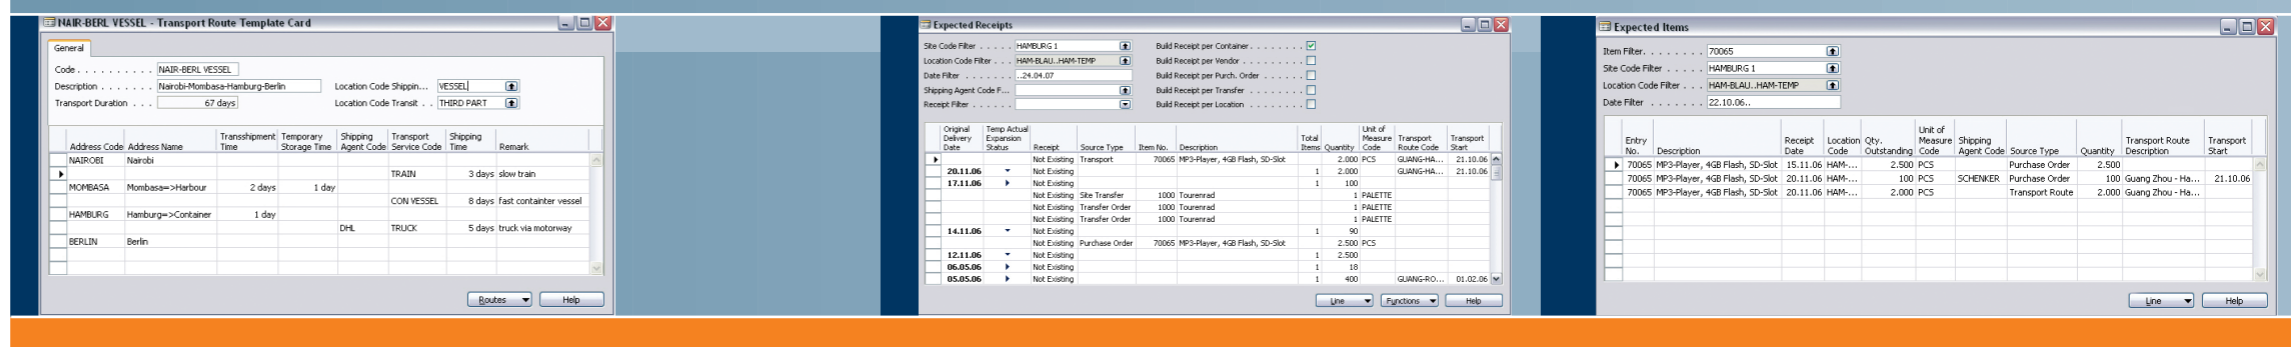 NAIR-BERL VESSEL - Transport Route Template Card
General
Code . . . . . . . . . . NAIR-BERL VESSEL
Description . . . . . . . Nairobi-Mombasa-Hamburg-Berlin Location Code Shippin... VESSEL
Transport Duration . . . 67 days Location Code Transit . . THIRD PART
Address Code Address Name Transshipment Time Temporary Storage Time Shipping Agent Code Transport Service Code Shipping Time Remark
NAIROBI Nairobi
TRAIN 3 days slow train
MOMBASA Mombasa=>Harbour 2 days 1 day
CON VESSEL 8 days fast containter vessel
HAMBURG Hamburg=>Container 1 day
DHL TRUCK 5 days truck via motorway
BERLIN Berlin
Routes Help
Expected Receipts
Site Code Filter . . . . . HAMBURG 1 Build Receipt per Container . . . . . . . .
Location Code Filter . . . HAM-BLAU..HAM-TEMP Build Receipt per Vendor . . . . . . . . .
Date Filter . . . . . . . ..24.04.07 Build Receipt per Purch. Order . . . . . .
Shipping Agent Code F... Build Receipt per Transfer . . . . . . . .
Receipt Filter . . . . . . Build Receipt per Location . . . . . . . .
Original Delivery Date Temp Actual Expansion Status Receipt Source Type Item No. Description Total Items Quantity Unit of Measure Code Transport Route Code Transport Start
Not Existing Transport 70065 MP3-Player, 4GB Flash, SD-Slot 2.000 PCS GUANG-HA... 21.10.06
20.11.06 Not Existing 1 2.000 GUANG-HA... 21.10.06
17.11.06 Not Existing 1 100
Not Existing Site Transfer 1000 Tourenrad 1 PALETTE
Not Existing Transfer Order 1000 Tourenrad 1 PALETTE
Not Existing Transfer Order 1000 Tourenrad 1 PALETTE
14.11.06 Not Existing 1 90
Not Existing Purchase Order 70065 MP3-Player, 4GB Flash, SD-Slot 2.500 PCS
12.11.06 Not Existing 1 2.500
06.05.06 Not Existing 1 18
05.05.06 Not Existing 1 400 GUANG-RO... 01.02.06
Line Functions Help
Expected Items
Item Filter. . . . . . . . 70065
Site Code Filter . . . . . HAMBURG 1
Location Code Filter . . . HAM-BLAU..HAM-TEMP
Date Filter . . . . . . . 22.10.06..
Entry No. Description Receipt Date Location Code Qty. Outstanding Unit of Measure Code Shipping Agent Code Source Type Quantity Transport Route Description Transport Start
70065 MP3-Player, 4GB Flash, SD-Slot 15.11.06 HAM-... 2.500 PCS Purchase Order 2.500
70065 MP3-Player, 4GB Flash, SD-Slot 20.11.06 HAM-... 100 PCS SCHENKER Purchase Order 100 Guang Zhou - Ha... 21.10.06
70065 MP3-Player, 4GB Flash, SD-Slot 20.11.06 HAM-... 2.000 PCS Transport Route 2.000 Guang Zhou - Ha...
Line Help